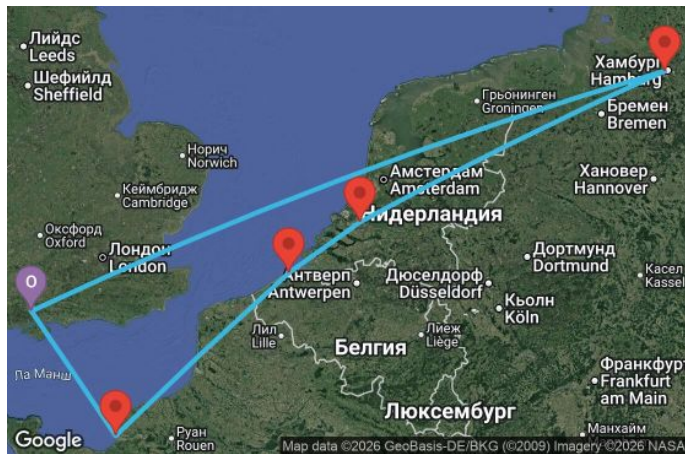 Лийдс
Leeds
Шефийлд
Sheffield
Хамбург
Hamburg
Грьонинген
Groningen
Бремен
Bremen
Норич
Norwich
Амстердам
Amsterdam
Хановер
Hannover
Кеймбридж
Cambridge
Нидерландия
Оксфорд
Oxford
Лондон
London
Дортмунд
Dortmund
Антверп
Antwerpen
Дюселдорф
Düsseldorf
Касел
Kassel
О
Кьолн
Köln
Лил
Lille
Лиеж
Liège
Белгия
Ла Манш
Франкфурт
Frankfurt
am Main
Люксембург
Руан
Rouen
Манхайм
Google
Map data ©2026 GeoBasis-DE/BKG (©2009) Imagery ©2026 NASA